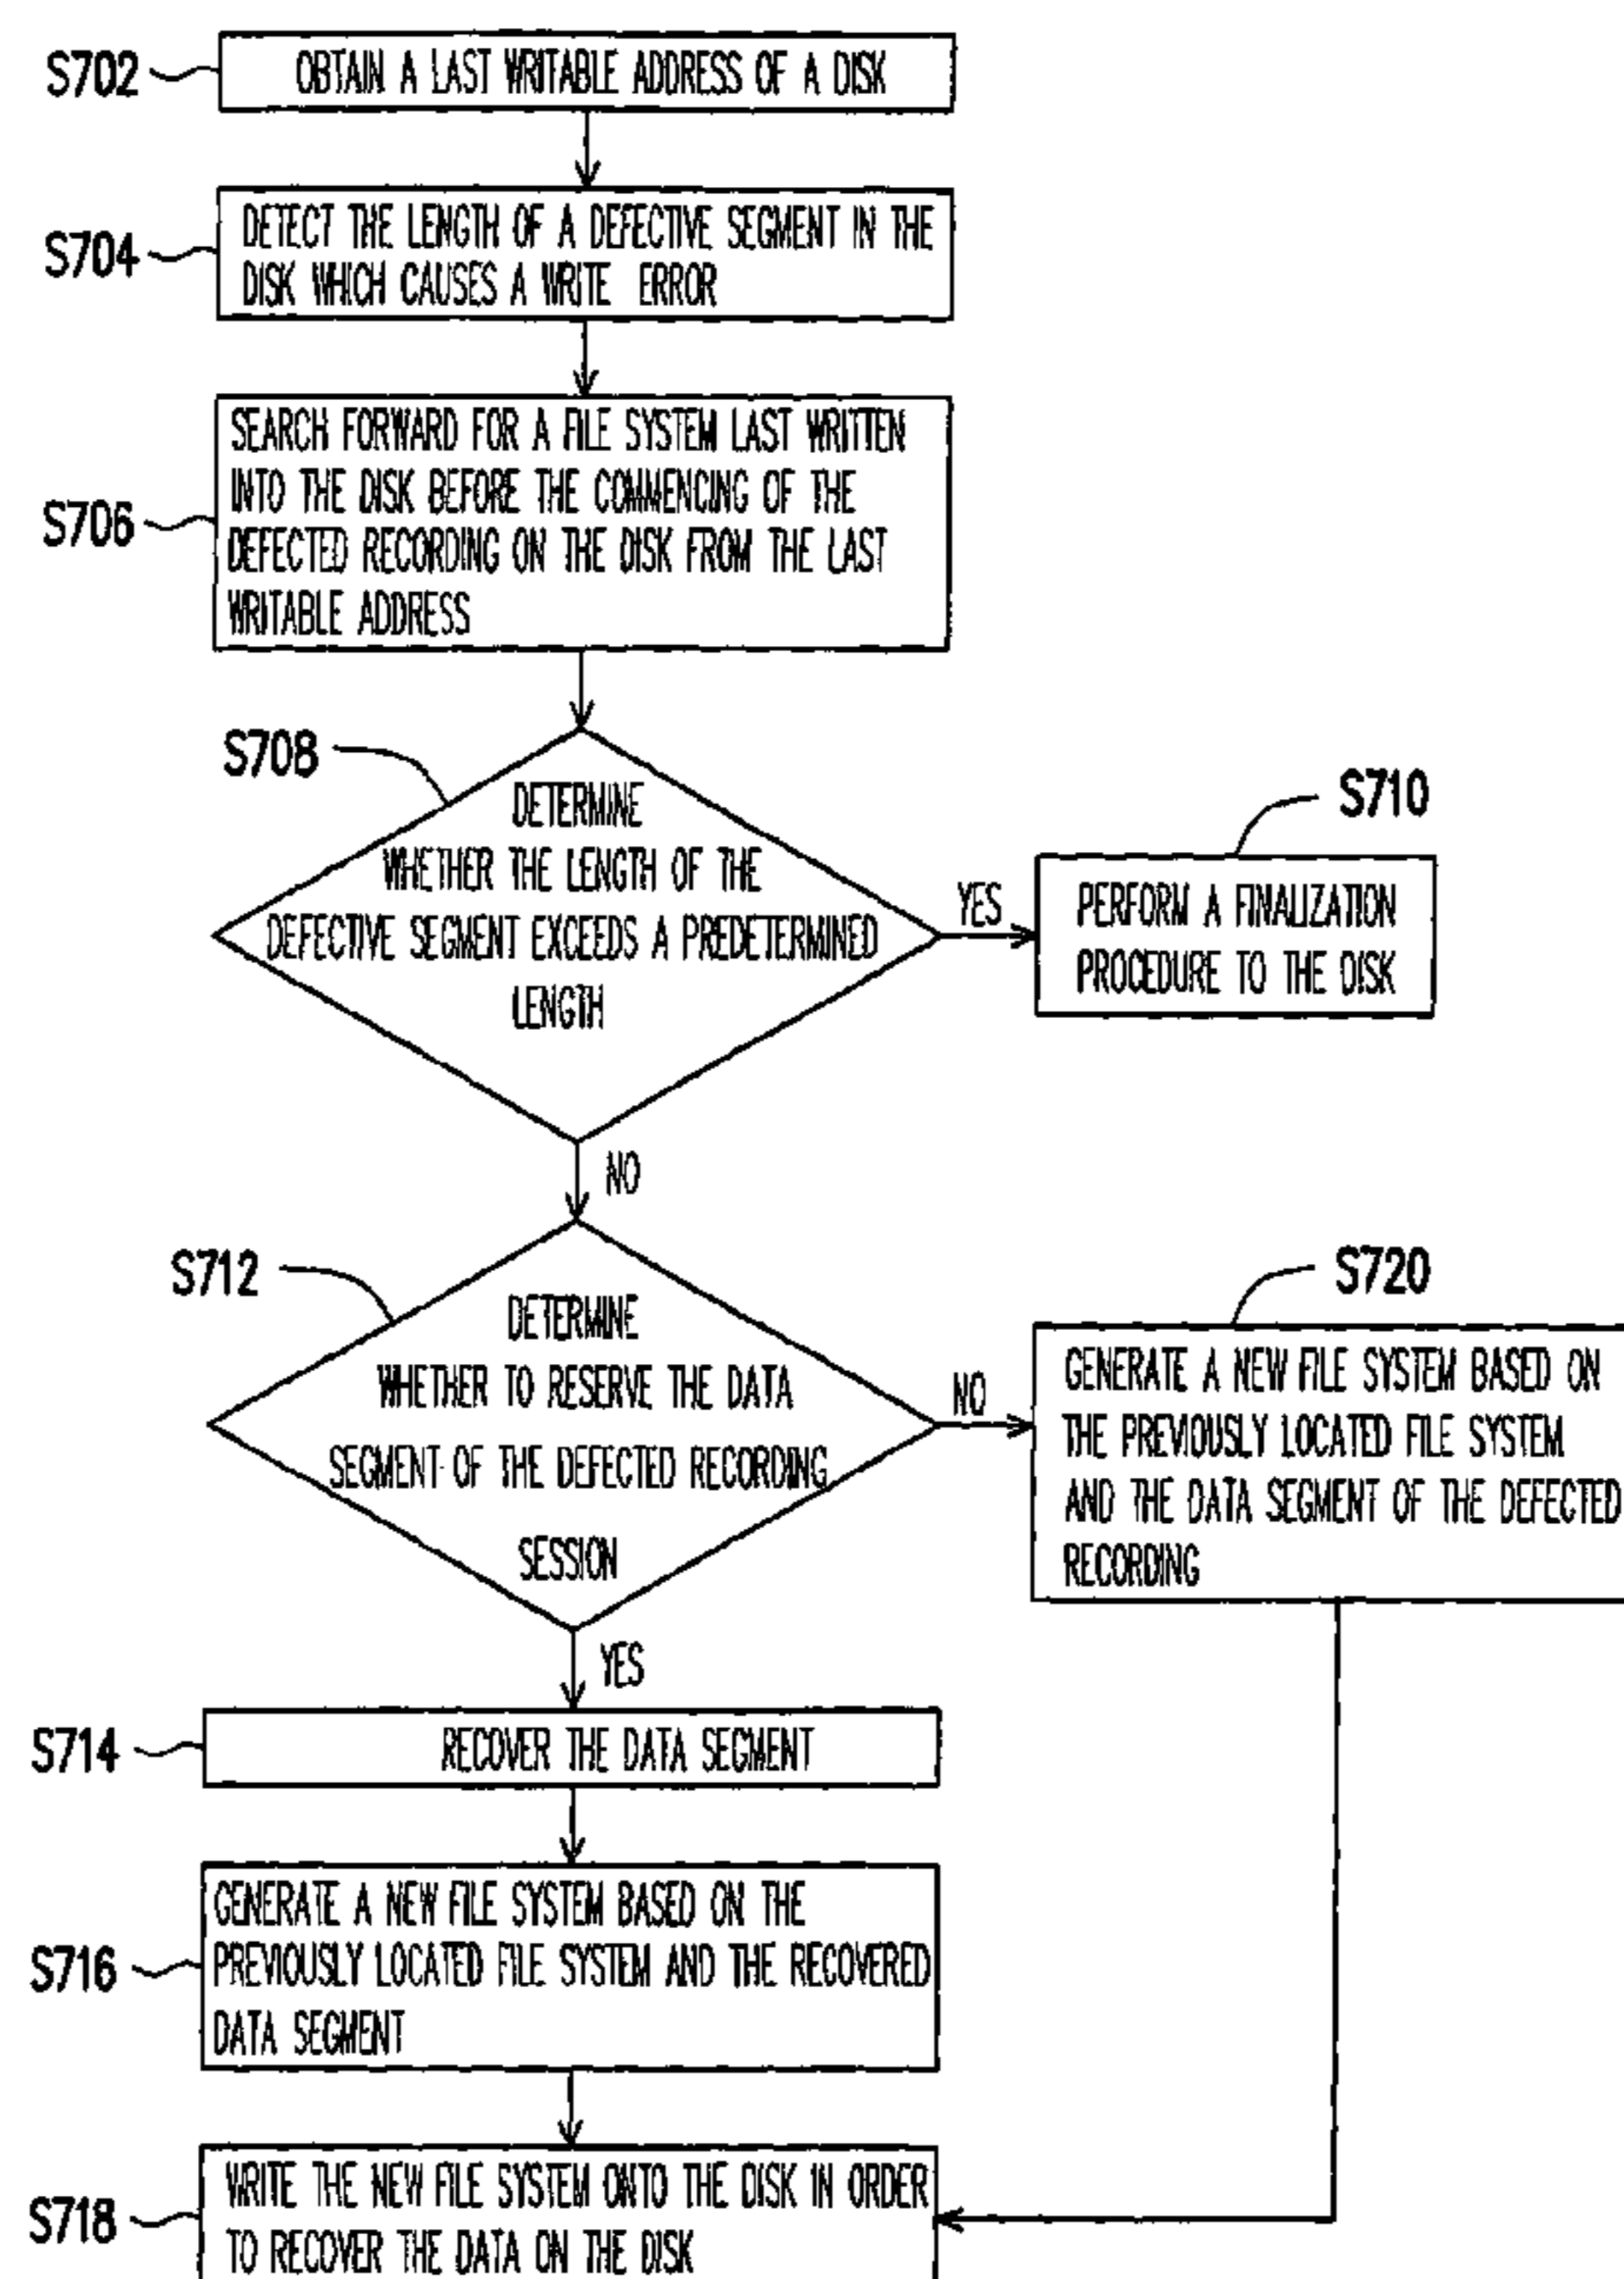 S702
OBTAIN A LAST WRITABLE ADDRESS OF A DISK
S704
DETECT THE LENGTH OF A DEFECTIVE SEGMENT IN THE
DISK WHICH CAUSES A WRITE ERROR
S706
SEARCH FORWARD FOR A FILE SYSTEM LAST WRITTEN
INTO THE DISK BEFORE THE COMMENCING OF THE
DEFECTED RECORDING ON THE DISK FROM THE LAST
WRITABLE ADDRESS
S708
DETERMINE
WHETHER THE LENGTH OF THE
DEFECTIVE SEGMENT EXCEEDS A PREDETERMINED
LENGTH
YES
S710
PERFORM A FINALIZATION
PROCEDURE TO THE DISK
NO
S712
DETERMINE
WHETHER TO RESERVE THE DATA
SEGMENT OF THE DEFECTED RECORDING
SESSION
NO
S720
GENERATE A NEW FILE SYSTEM BASED ON
THE PREVIOUSLY LOCATED FILE SYSTEM
AND THE DATA SEGMENT OF THE DEFECTED
RECORDING
YES
S714
RECOVER THE DATA SEGMENT
S716
GENERATE A NEW FILE SYSTEM BASED ON THE
PREVIOUSLY LOCATED FILE SYSTEM AND THE RECOVERED
DATA SEGMENT
S718
WRITE THE NEW FILE SYSTEM ONTO THE DISK IN ORDER
TO RECOVER THE DATA ON THE DISK